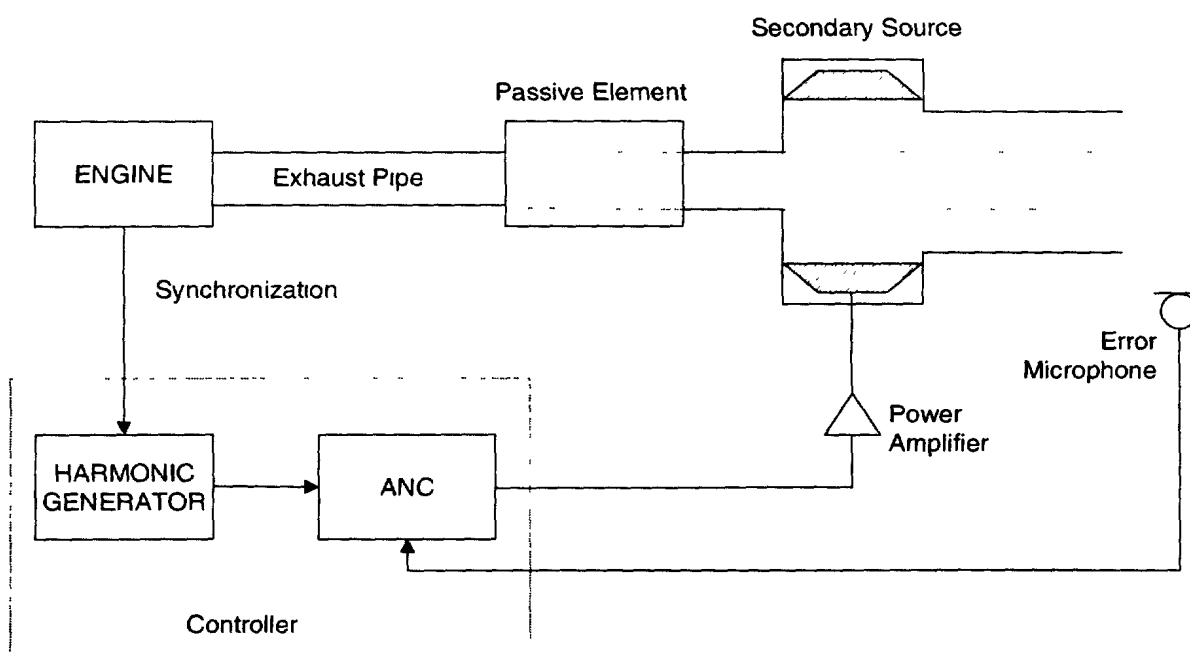 Secondary Source
Passive Element
ENGINE
Exhaust Pipe
Synchronization
Error
Microphone
Power
Amplifier
HARMONIC
GENERATOR
ANC
Controller